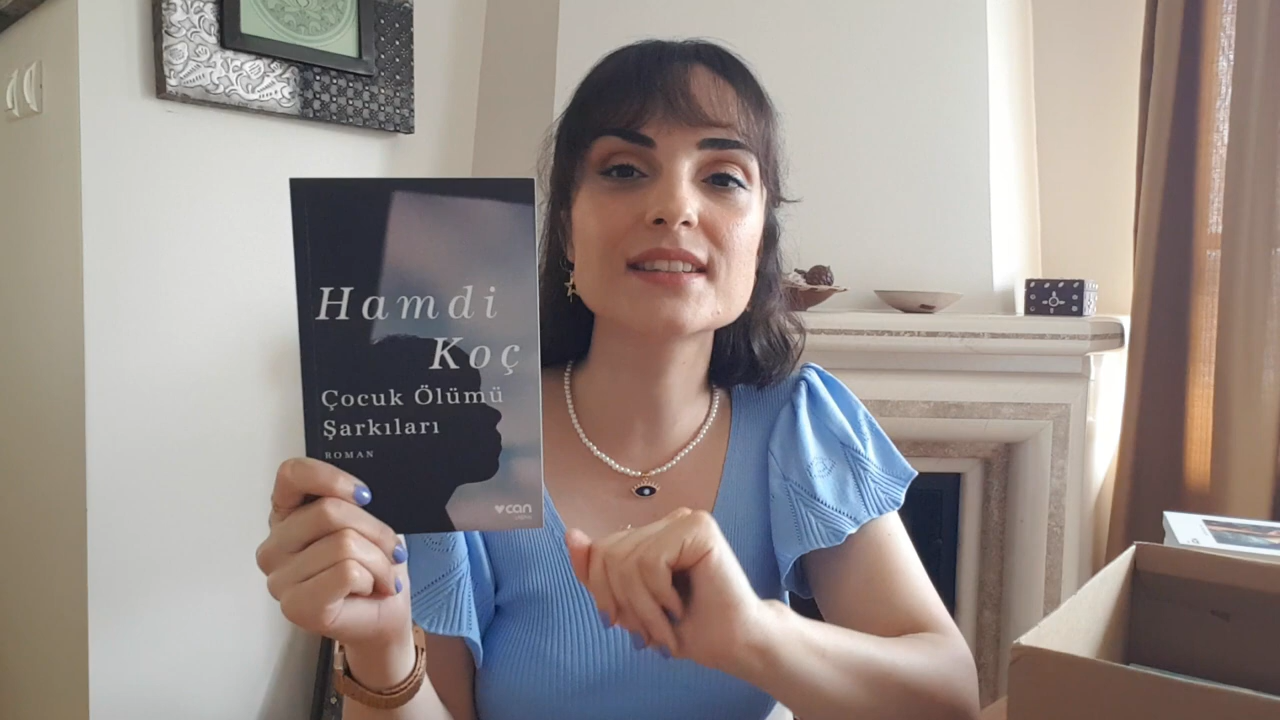 Hamdi
Koç
Çocuk Ölümü
Şarkıları
ROMAN
can